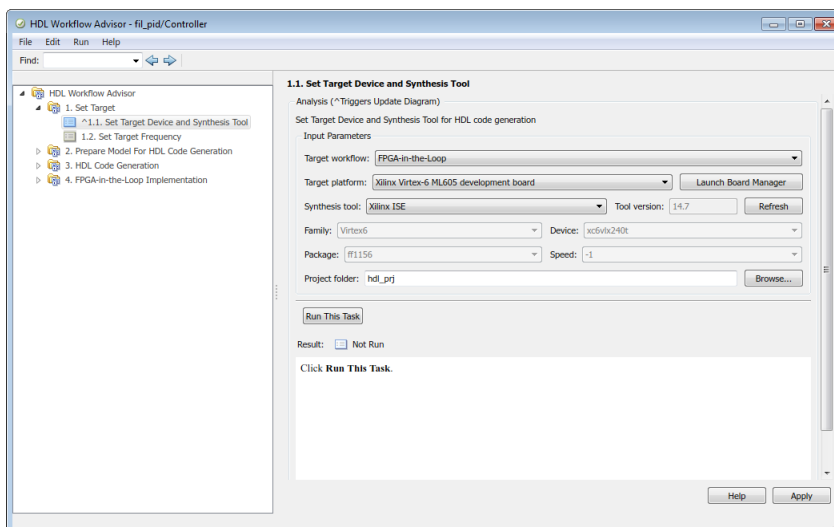 HDL Workflow Advisor - fil_pid/Controller
File Edit Run Help
Find:
HDL Workflow Advisor
1. Set Target
^1.1. Set Target Device and Synthesis Tool
1.2. Set Target Frequency
2. Prepare Model For HDL Code Generation
3. HDL Code Generation
4. FPGA-in-the-Loop Implementation
1.1. Set Target Device and Synthesis Tool
Analysis (^Triggers Update Diagram)
Set Target Device and Synthesis Tool for HDL code generation
Input Parameters
Target workflow: FPGA-in-the-Loop
Target platform: Xilinx Virtex-6 ML605 development board Launch Board Manager
Synthesis tool: Xilinx ISE Tool version: 14.7 Refresh
Family: Virtex6 Device: xc6vlx240t
Package: ff1156 Speed: -1
Project folder: hdl_prj Browse...
Run This Task
Result: Not Run
Click Run This Task.
Help Apply